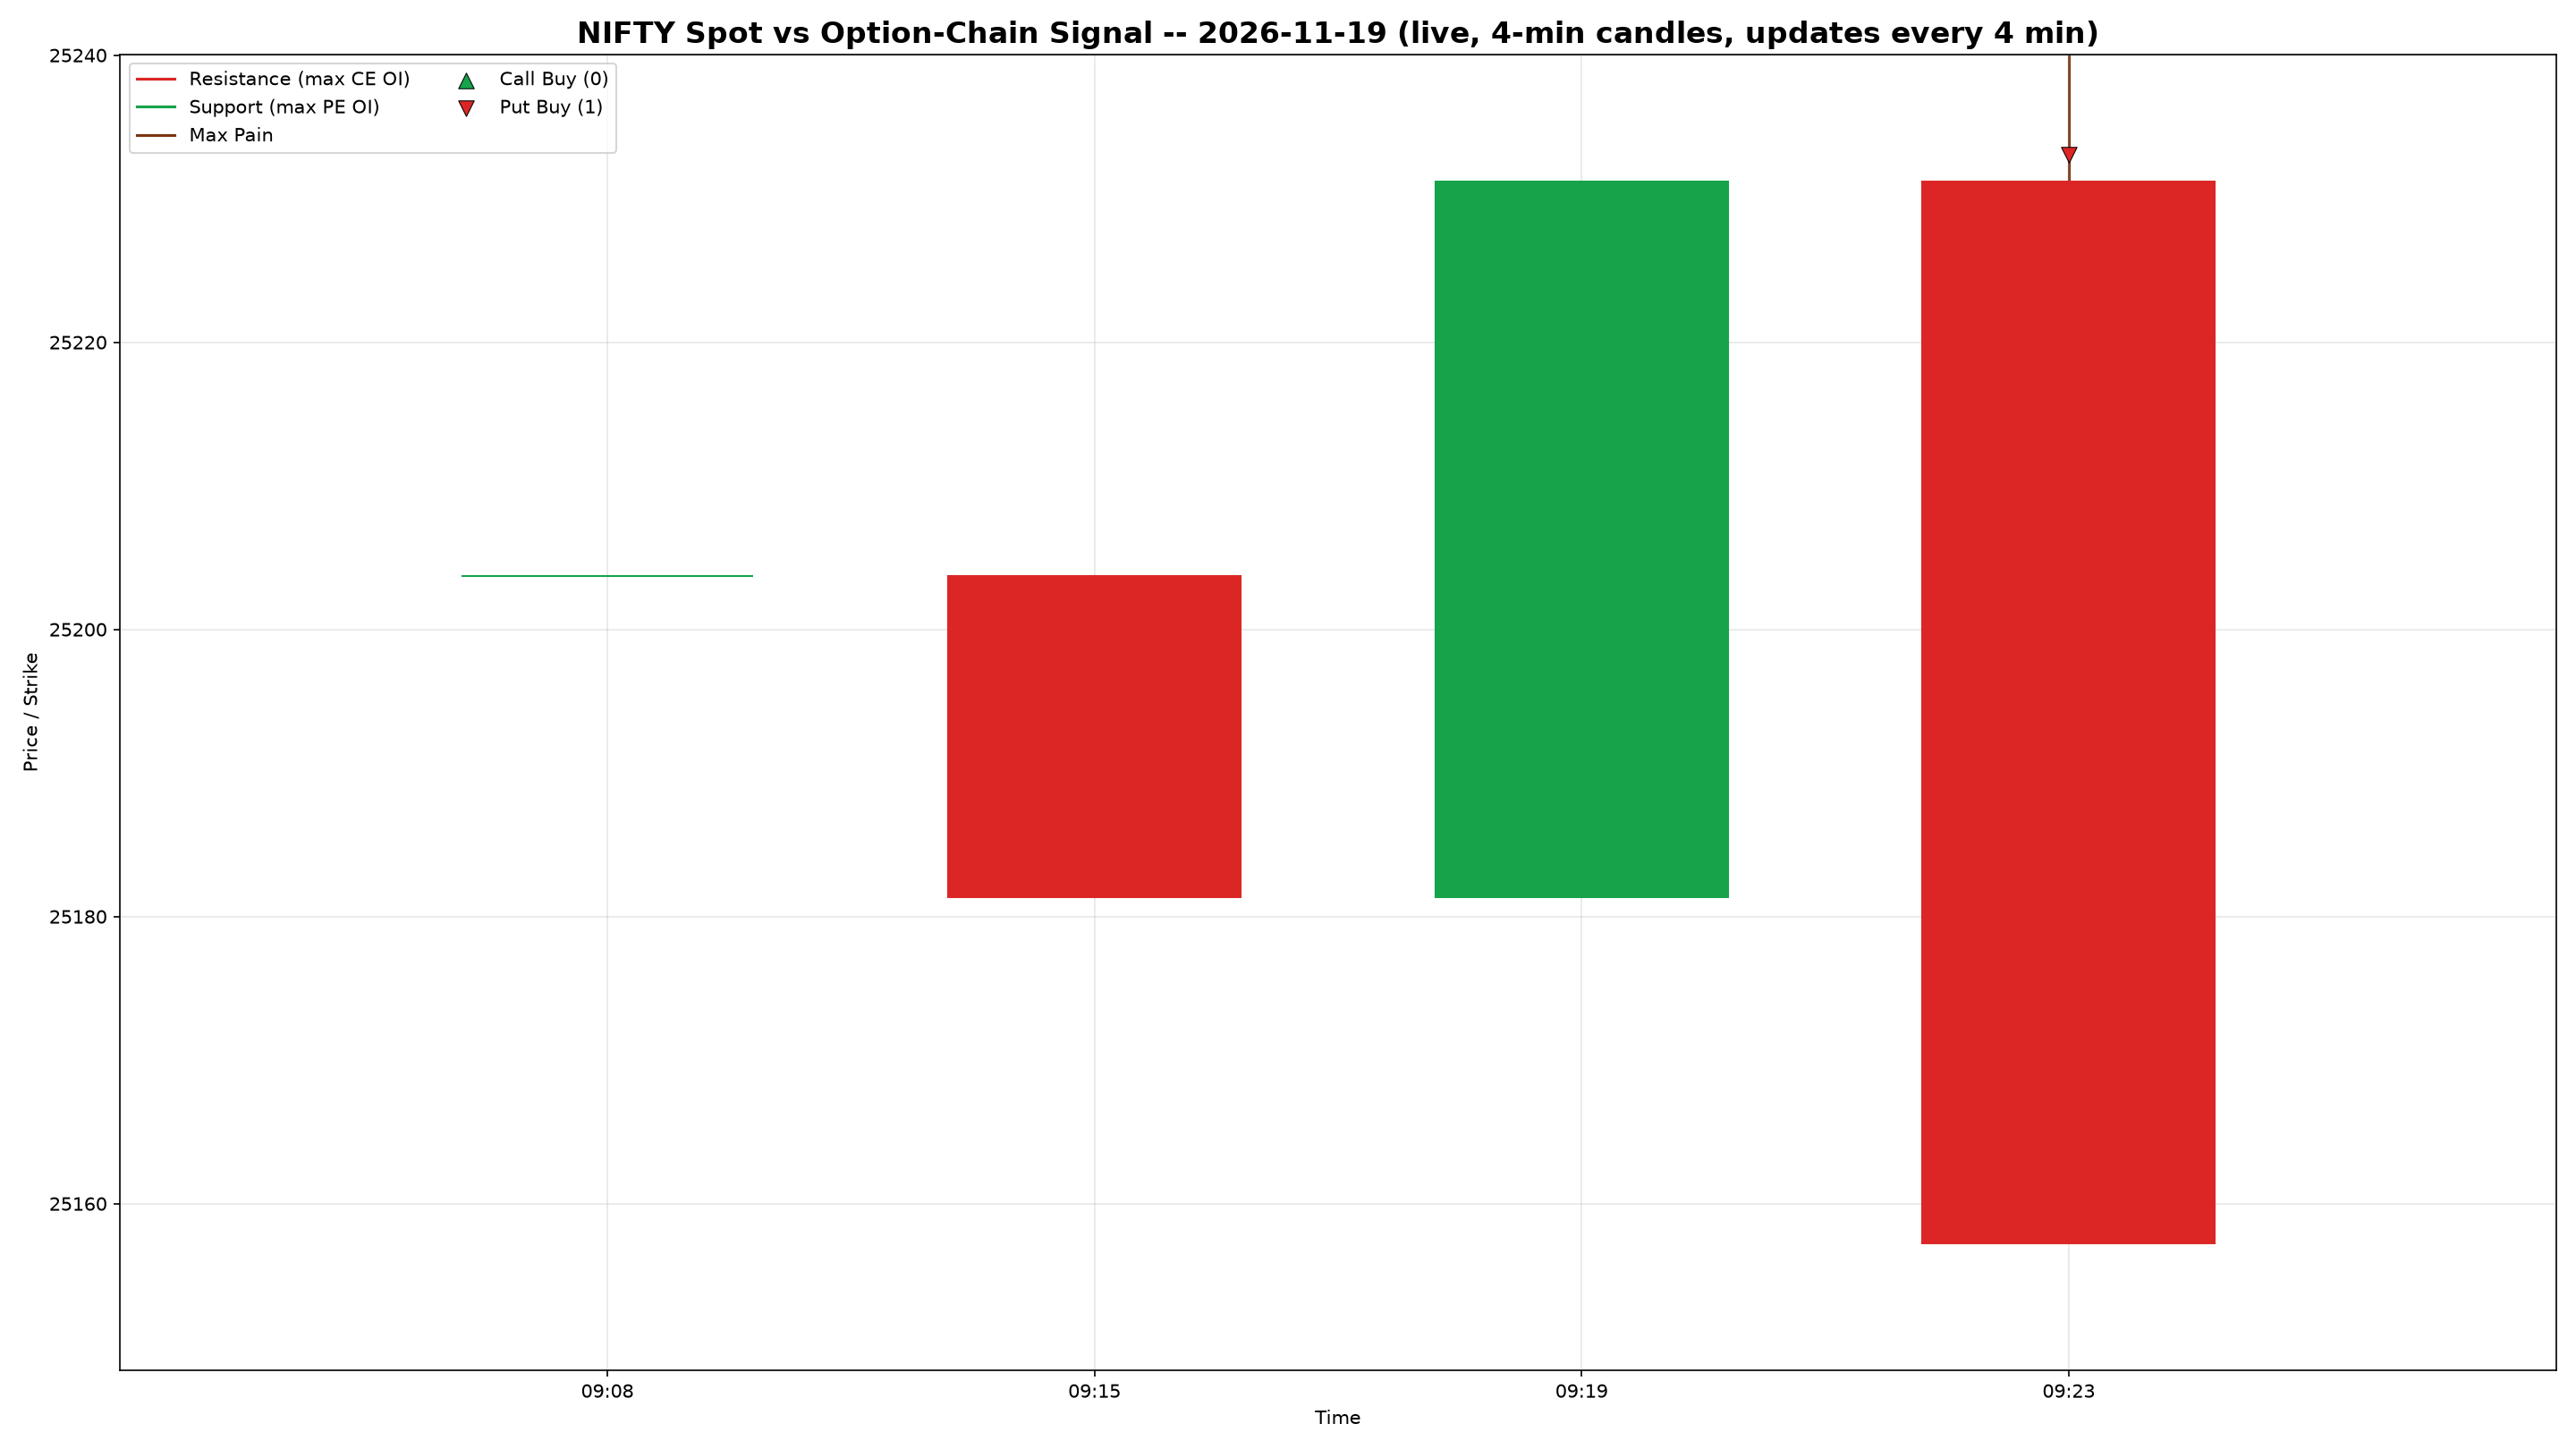 NIFTY Spot vs Option-Chain Signal -- 2026-11-19 (live, 4-min candles, updates every 4 min)
Resistance (max CE OI)
Support (max PE OI)
Max Pain
Call Buy (0)
Put Buy (1)
25240
25220
25200
25180
25160
Price / Strike
09:08
09:15
09:19
09:23
Time